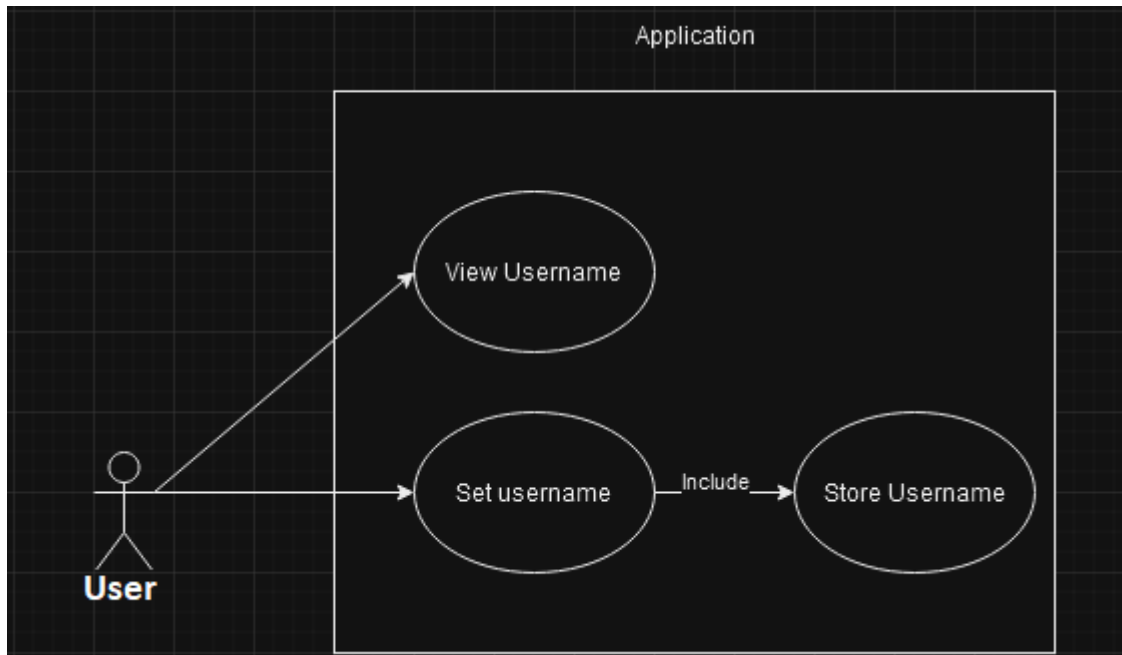 Application
View Username
Set username
Include
Store Username
User